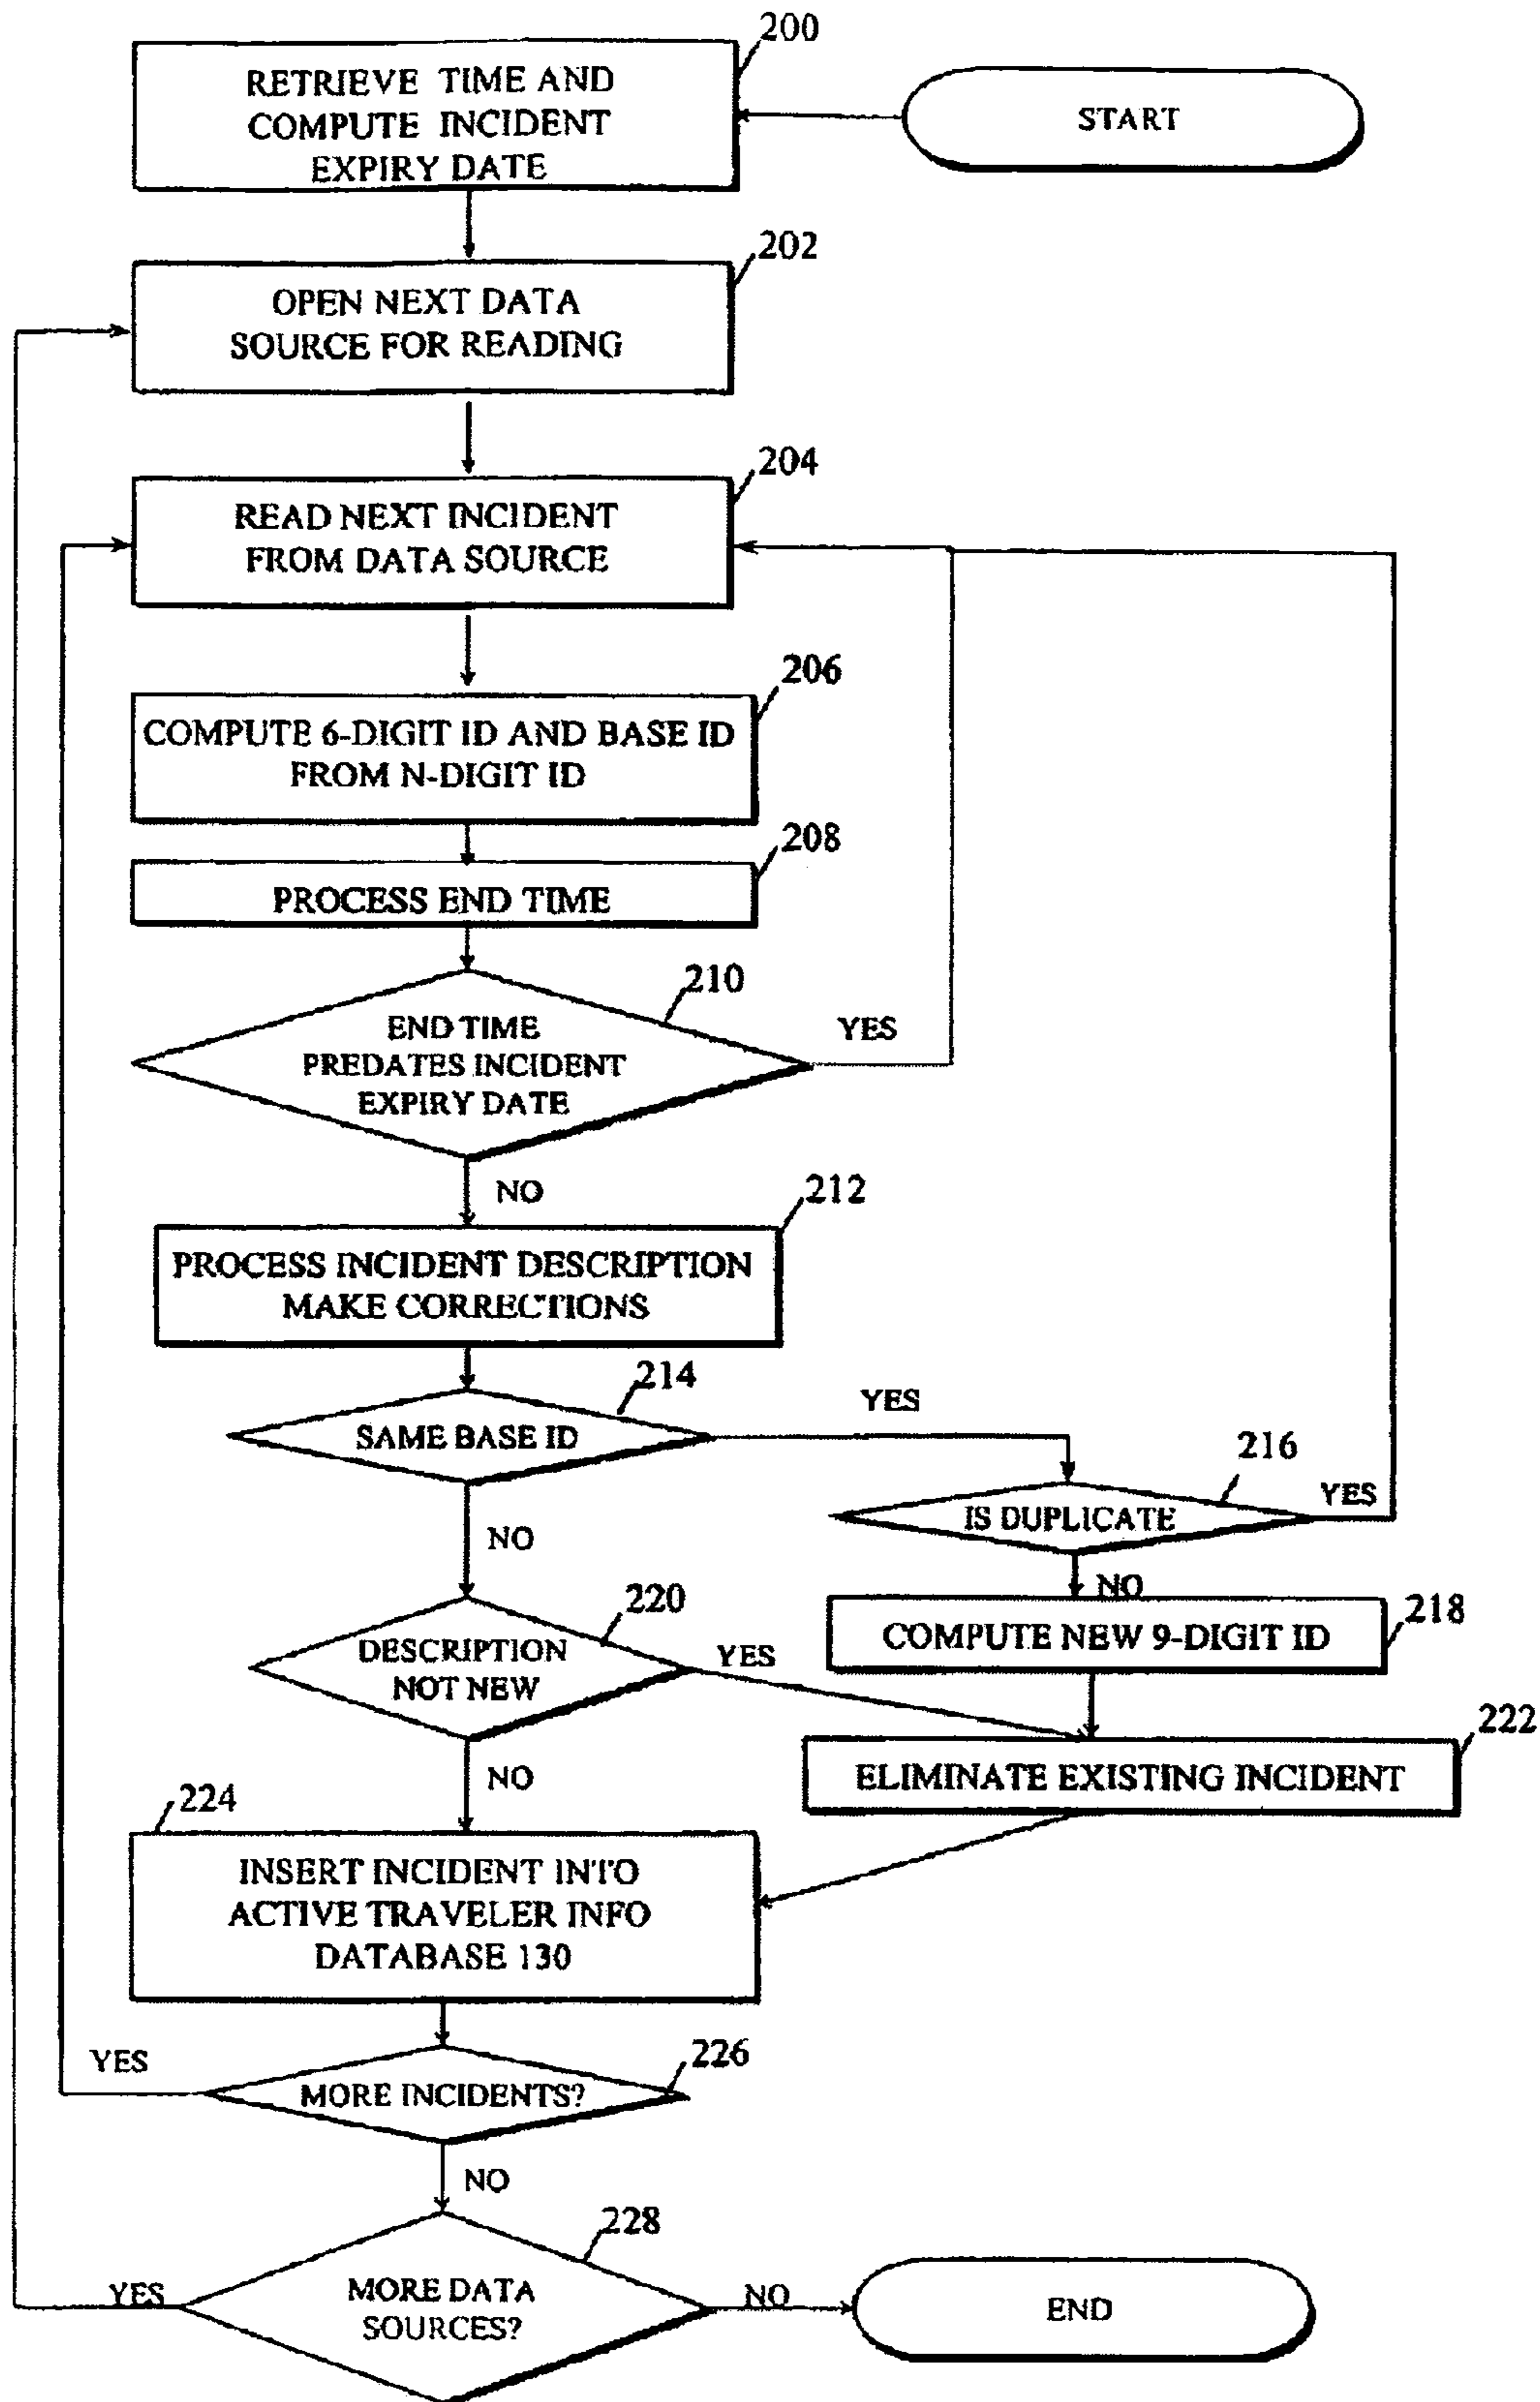 200
RETRIEVE TIME AND
COMPUTE INCIDENT
EXPIRY DATE
START
202
OPEN NEXT DATA
SOURCE FOR READING
204
READ NEXT INCIDENT
FROM DATA SOURCE
206
COMPUTE 6-DIGIT ID AND BASE ID
FROM N-DIGIT ID
208
PROCESS END TIME
210
END TIME
PREDATES INCIDENT
EXPIRY DATE
YES
NO
212
PROCESS INCIDENT DESCRIPTION
MAKE CORRECTIONS
214
SAME BASE ID
YES
216
IS DUPLICATE
YES
NO
NO
218
COMPUTE NEW 9-DIGIT ID
220
DESCRIPTION
NOT NEW
YES
222
ELIMINATE EXISTING INCIDENT
NO
224
INSERT INCIDENT INTO
ACTIVE TRAVELER INFO
DATABASE 130
226
MORE INCIDENTS?
YES
NO
228
MORE DATA
SOURCES?
YES
NO
END